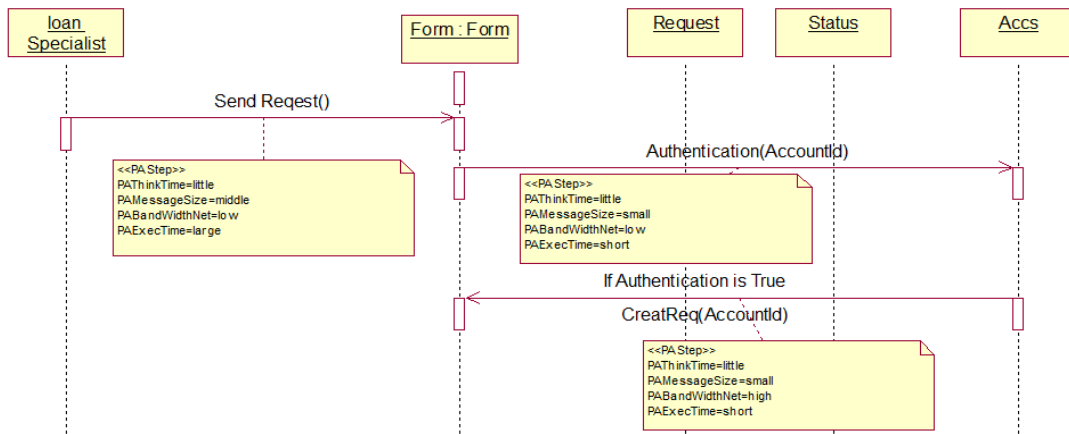 loan
Specialist
Form : Form
Request
Status
Accs
Send Reqest()
<<PAStep>>
PAThinkTime=little
PAMessageSize=middle
PABandWidthNet=low
PAExecTime=large
Authentication(AccountId)
<<PAStep>>
PAThinkTime=little
PAMessageSize=small
PABandWidthNet=low
PAExecTime=short
If Authentication is True
CreatReq(AccountId)
<<PAStep>>
PAThinkTime=little
PAMessageSize=small
PABandWidthNet=high
PAExecTime=short